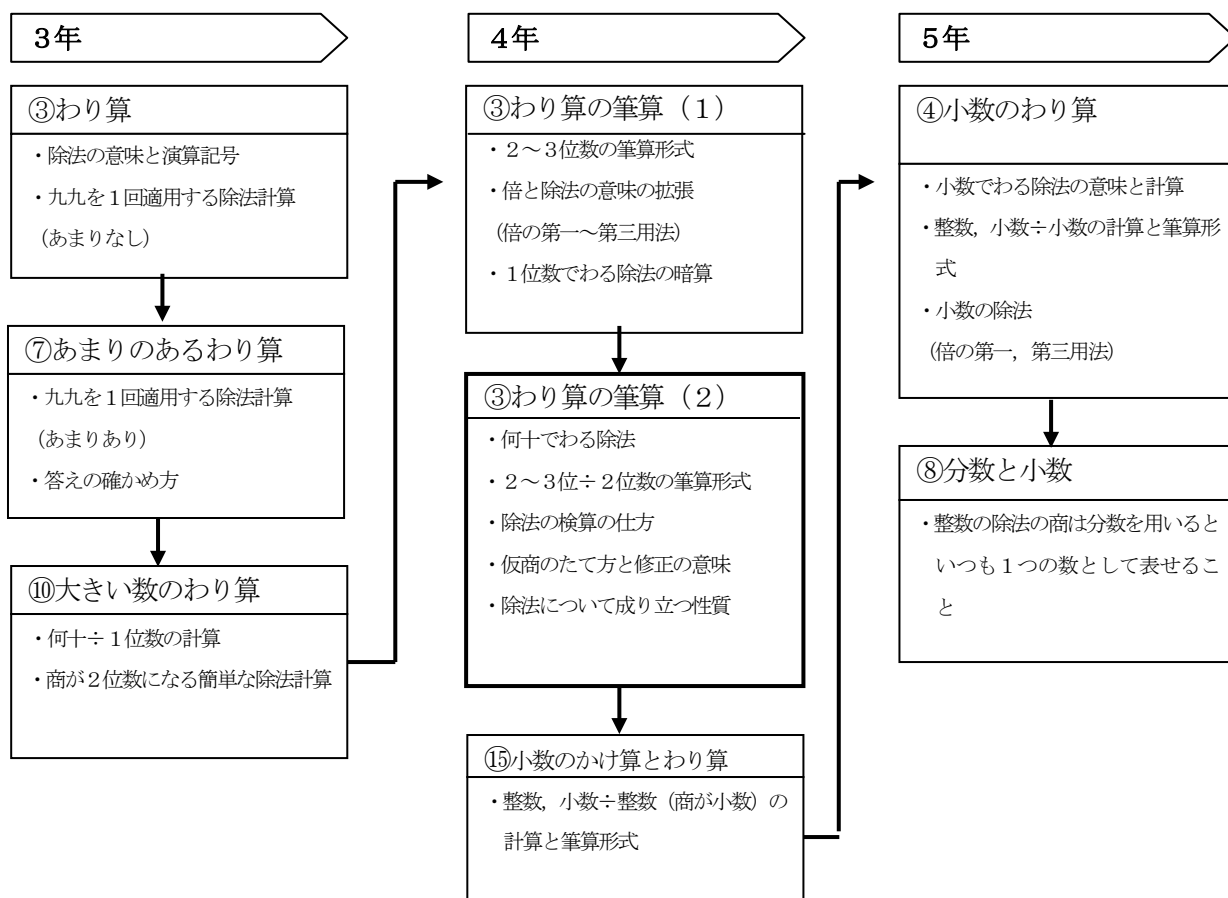 3年
③わり算
・除法の意味と演算記号
・九九を1回適用する除法計算
(あまりなし)
⑦あまりのあるわり算
・九九を1回適用する除法計算
(あまりあり)
・答えの確かめ方
⑩大きい数のわり算
・何十÷1位数の計算
・商が2位数になる簡単な除法計算
4年
③わり算の筆算(1)
・2～3位数の筆算形式
・倍と除法の意味の拡張
(倍の第一～第三用法)
・1位数でわる除法の暗算
③わり算の筆算(2)
・何十でわる除法
・2～3位÷2位数の筆算形式
・除法の検算の仕方
・仮商のたて方と修正の意味
・除法について成り立つ性質
⑮小数のかけ算とわり算
・整数，小数÷整数（商が小数）の
計算と筆算形式
5年
④小数のわり算
・小数でわる除法の意味と計算
・整数，小数÷小数の計算と筆算形
式
・小数の除法
(倍の第一，第三用法)
⑧分数と小数
・整数の除法の商は分数を用いると
いつも1つの数として表せるこ
と